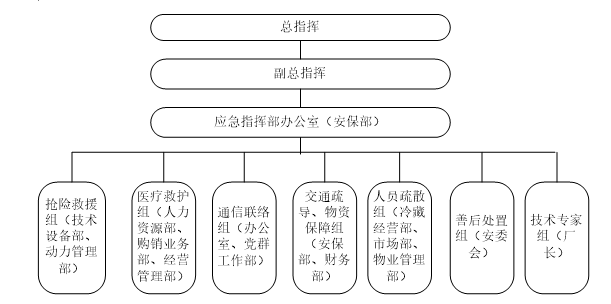 总指挥
副总指挥
应急指挥部办公室（安保部）
抢险救援
组（技术
设备部、
动力管理
部）
医疗救护
组（人力
资源部、
购销业务
部、经营
管理部）
通信联络
组（办公
室、党群
工作部）
交通疏
导、物资
保障组
（安保
部、财务
部）
人员疏散
组（冷藏
经营部、
市场部、
物业管理
部）
善后处置
组（安委
会）
技术专家
组（厂
长）